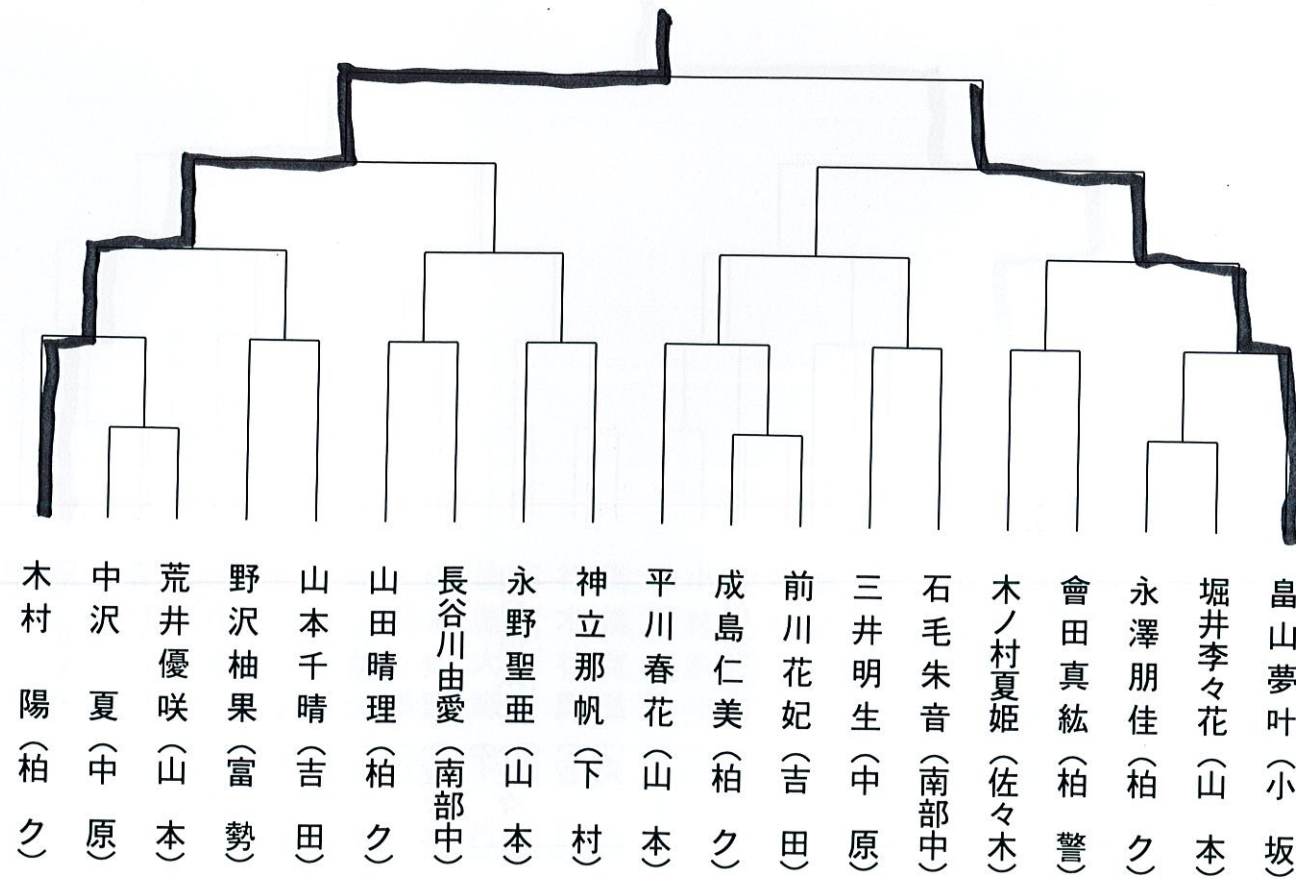 木村　陽（柏　ク）
中沢　夏（中　原）
荒井優咲（山　本）
野沢柚果（富　勢）
山本千晴（吉　田）
山田晴理（柏　ク）
長谷川由愛（南部中）
永野聖亜（山　本）
神立那帆（下　村）
平川春花（山　本）
成島仁美（柏　ク）
前川花妃（吉　田）
三井明生（中　原）
石毛朱音（南部中）
木ノ村夏姫（佐々木）
會田真紘（柏　警）
永澤朋佳（柏　ク）
堀井李々花（山　本）
畠山夢叶（小　坂）